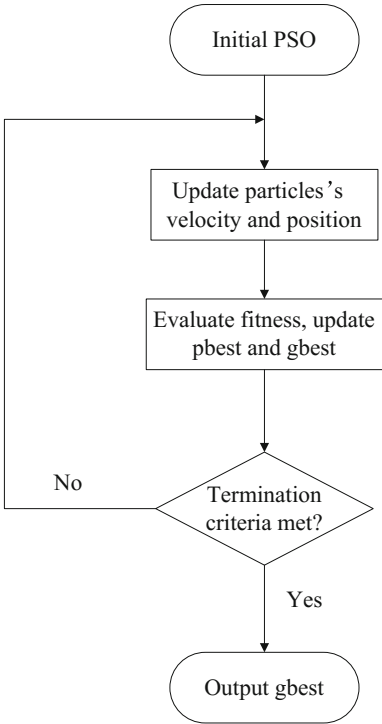 Initial PSO
Update particles's
velocity and position
Evaluate fitness, update
pbest and gbest
No
Termination
criteria met?
Yes
Output gbest